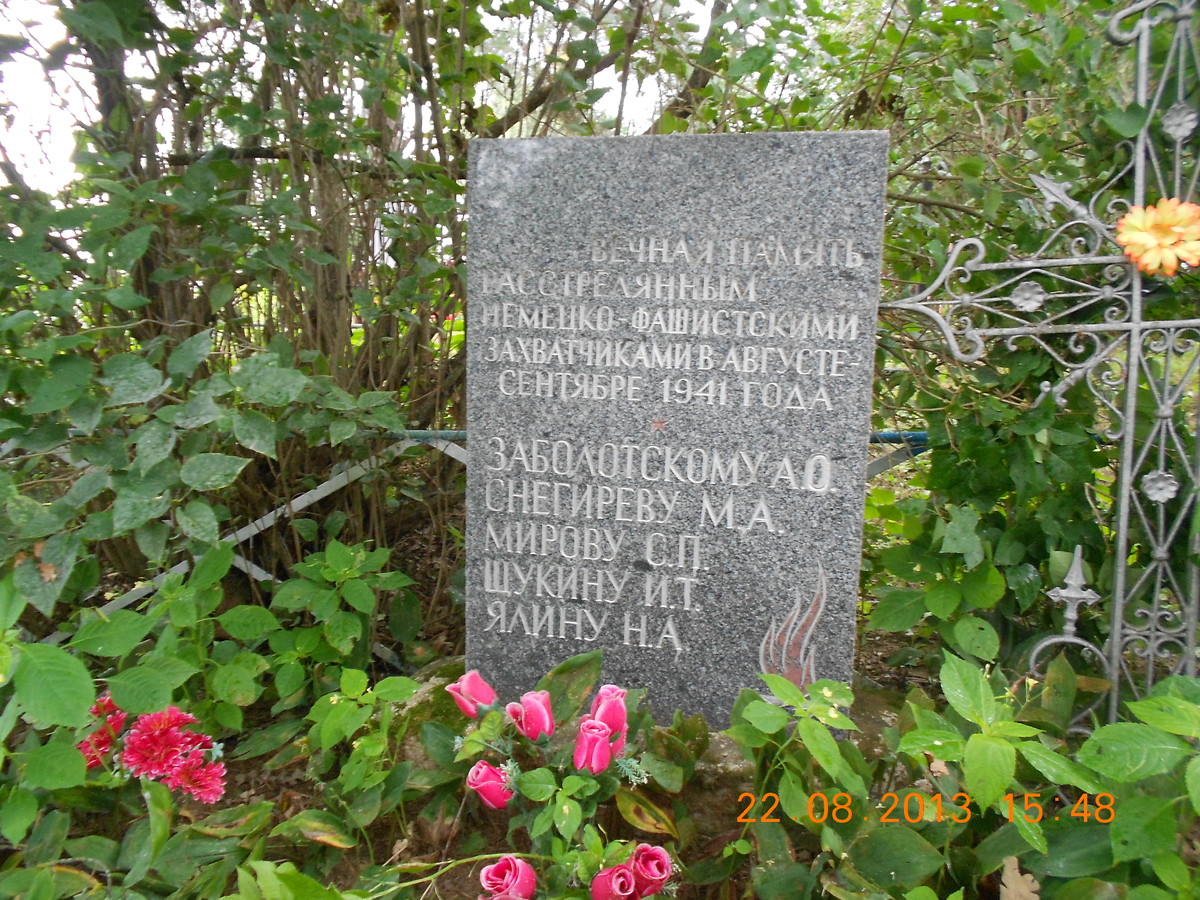 ВЕЧНАЯ ПАМЯТЬ
РАССТРЕЛЯННЫМ
НЕМЕЦКО-ФАШИСТСКИМИ
ЗАХВАТЧИКАМИ В АВГУСТЕ-
СЕНТЯБРЕ 1941 ГОДА
ЗАБОЛОТСКОМУ А.О.
СНЕГИРЕВУ М.А.
МИРОВУ С.П.
ЩУКИНУ И.Т.
ЯЛИНУ Н.А
22.08.2013 15:48